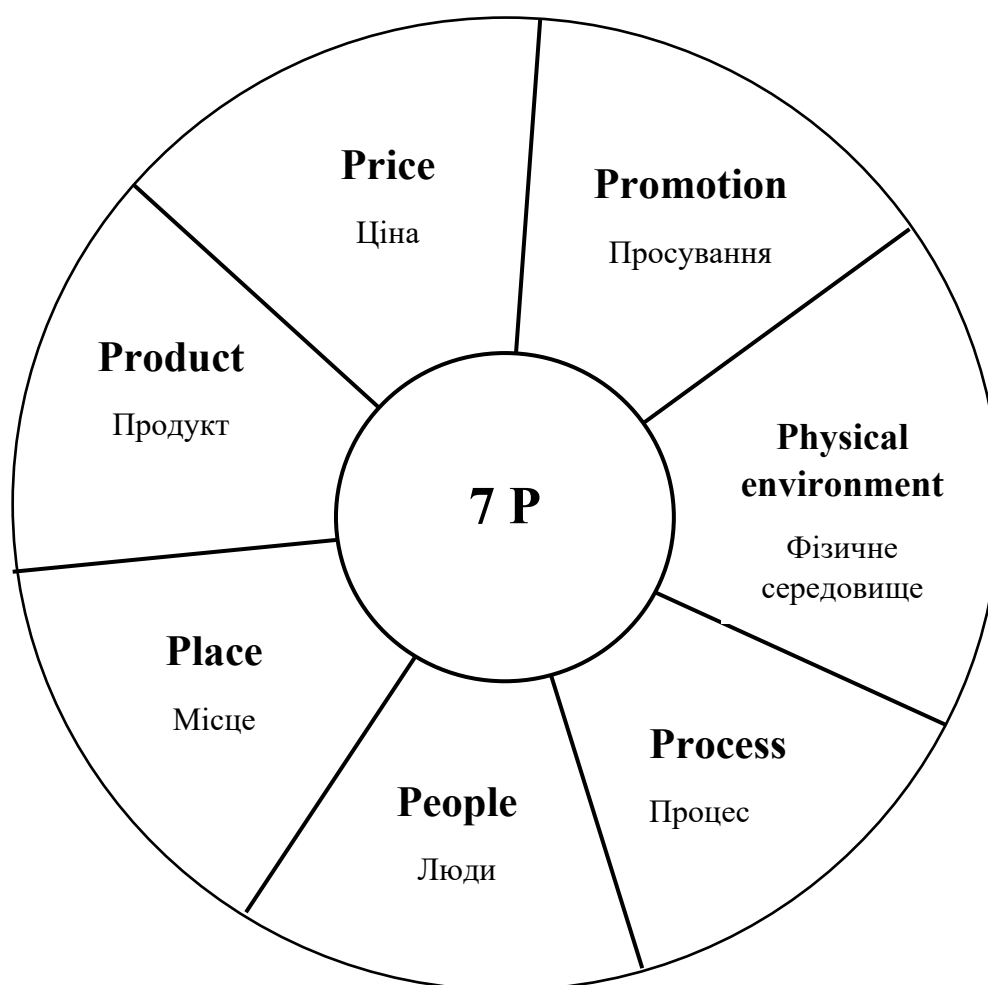 Price
Ціна
Promotion
Просування
Product
Продукт
Physical
environment
Фізичне
середовище
7 P
Place
Місце
Process
Процес
People
Люди